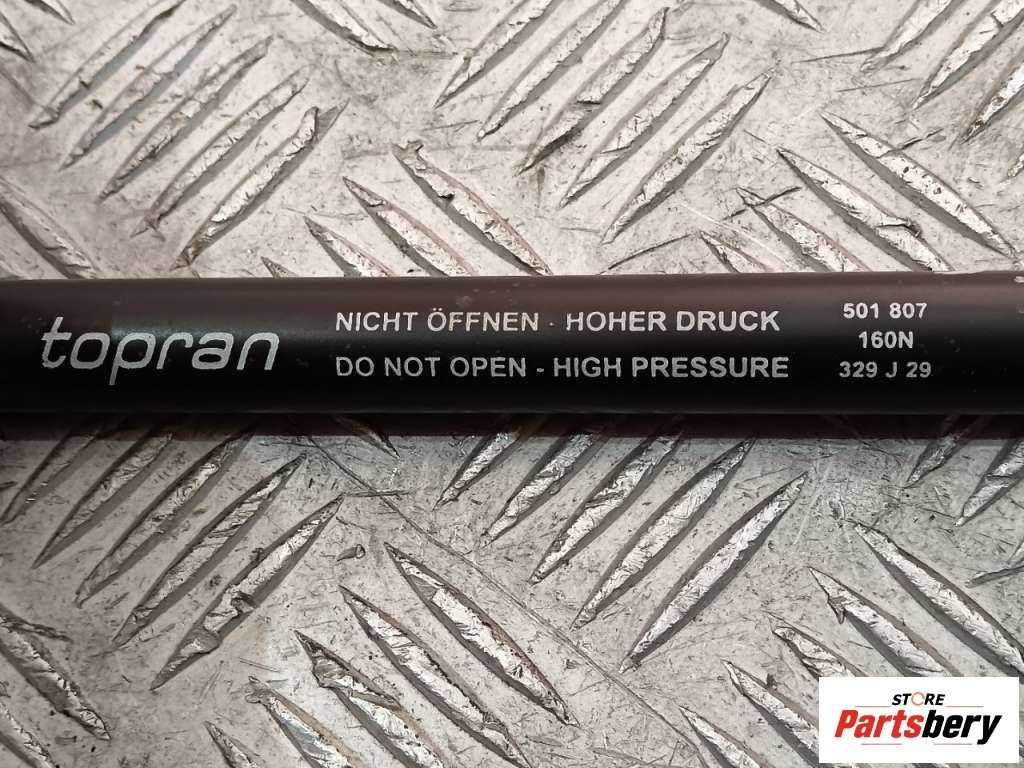 topran
NICHT ÖFFNEN - HOHER DRUCK
DO NOT OPEN - HIGH PRESSURE
501 807
160N
329 J 29
STORE
Partsbery